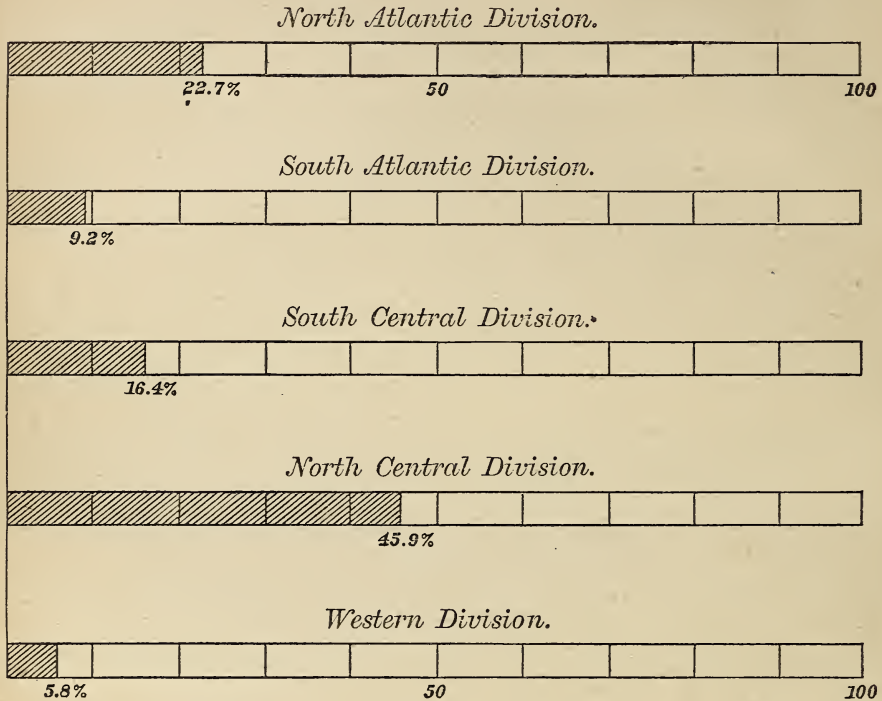 North Atlantic Division.
22.7% 50 100
South Atlantic Division.
9.2%
South Central Division.
16.4%
North Central Division.
45.9%
Western Division.
5.8% 50 100